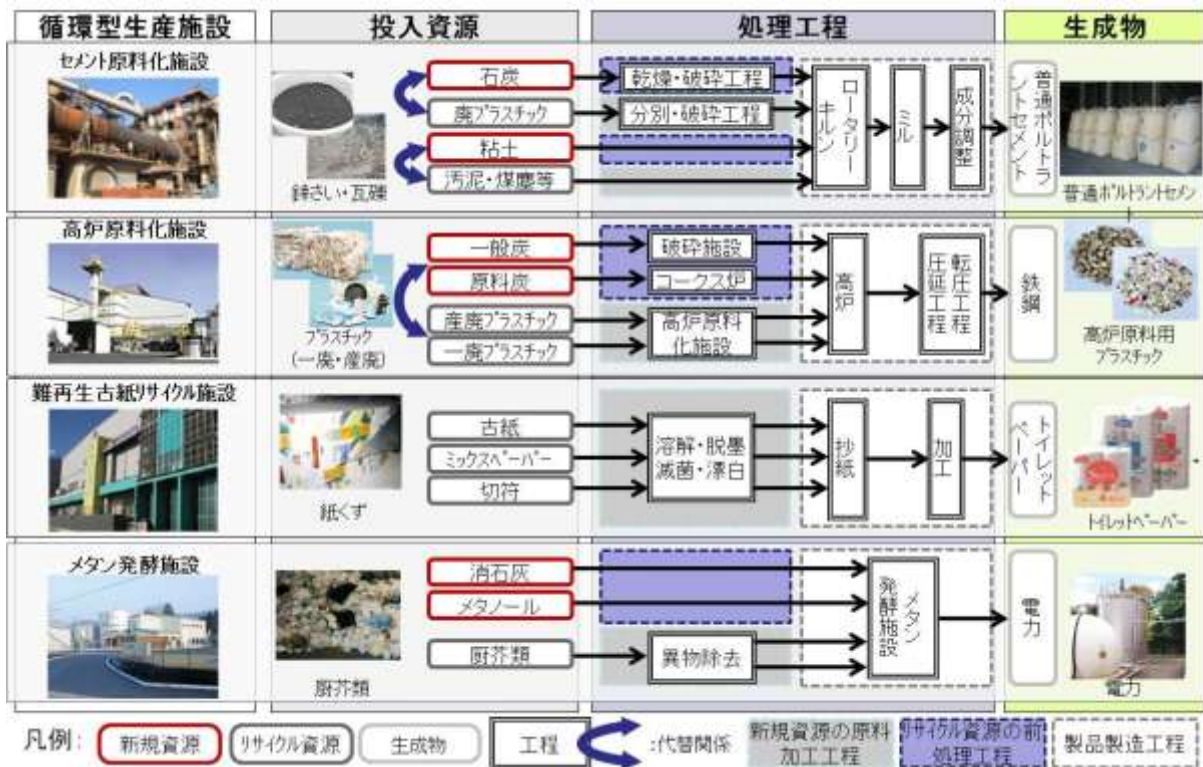 循環型生産施設
投入資源
処理工程
生成物
セメント原料化施設
鉱さい・瓦礫
石炭
廃プラスチック
粘土
汚泥・煤塵等
乾燥・破砕工程
分別・破砕工程
ロータリーキルン
ミル
成分調整
普通ポルトラントセメント
普通ポルトラントセメント
高炉原料化施設
プラスチック
(一廃・産廃)
一般炭
原料炭
産廃プラスチック
一廃プラスチック
破砕施設
コークス炉
高炉原料
化施設
高炉
転圧工程
圧延工程
鉄鋼
高炉原料用
プラスチック
難再生古紙リサイクル施設
紙くず
古紙
ミックスペーパー
切符
溶解・脱墨
滅菌・漂白
抄紙
加工
トイレット
ペーパー
トイレットペーパー
メタン発酵施設
厨芥類
消石灰
メタノール
厨芥類
異物除去
メタン
発酵施設
電力
電力
凡例:
新規資源
リサイクル資源
生成物
工程
:代替関係
新規資源の原料
加工工程
リサイクル資源の前
処理工程
製品製造工程